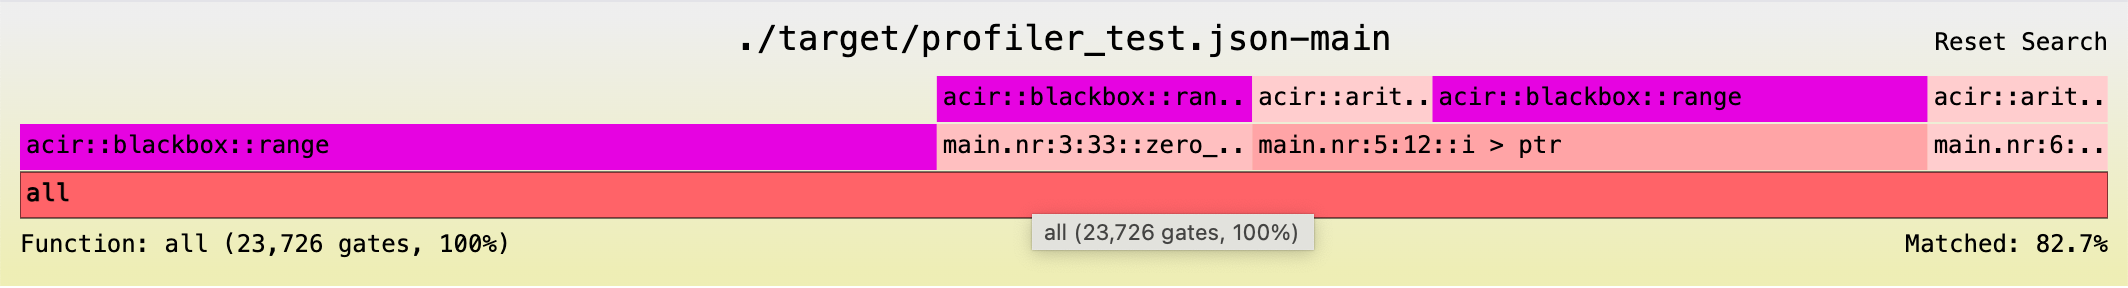 ./target/profiler_test.json-main
Reset Search
acir::blackbox::ran..
acir::arit..
acir::blackbox::range
acir::arit..
acir::blackbox::range
main.nr:3:33::zero_..
main.nr:5:12::i > ptr
main.nr:6:..
all
all (23,726 gates, 100%)
Function: all (23,726 gates, 100%)
Matched: 82.7%